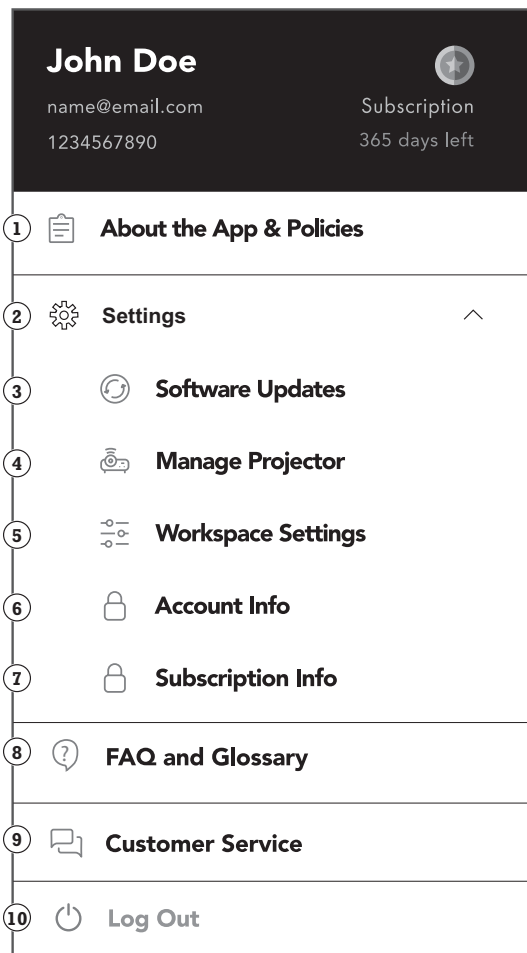 John Doe
name@email.com
Subscription
1234567890
365 days left
1 About the App & Policies
2 Settings
3 Software Updates
4 Manage Projector
5 Workspace Settings
6 Account Info
7 Subscription Info
8 ? FAQ and Glossary
9 Customer Service
10 Log Out